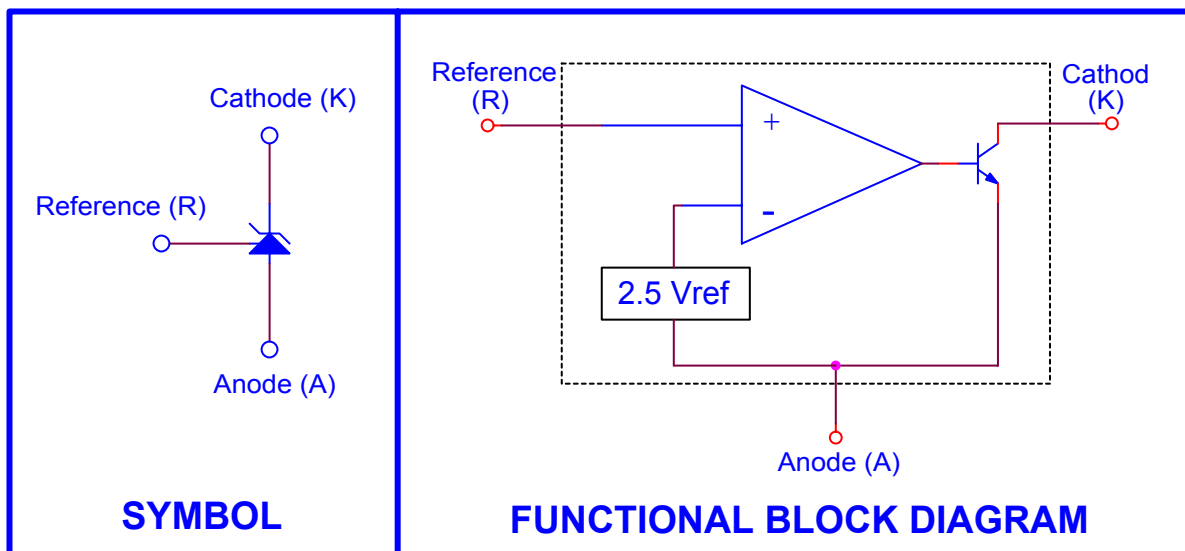 Cathode (K)
Reference (R)
Anode (A)
SYMBOL
Reference
(R)
Cathod
(K)
+
-
2.5 Vref
Anode (A)
FUNCTIONAL BLOCK DIAGRAM